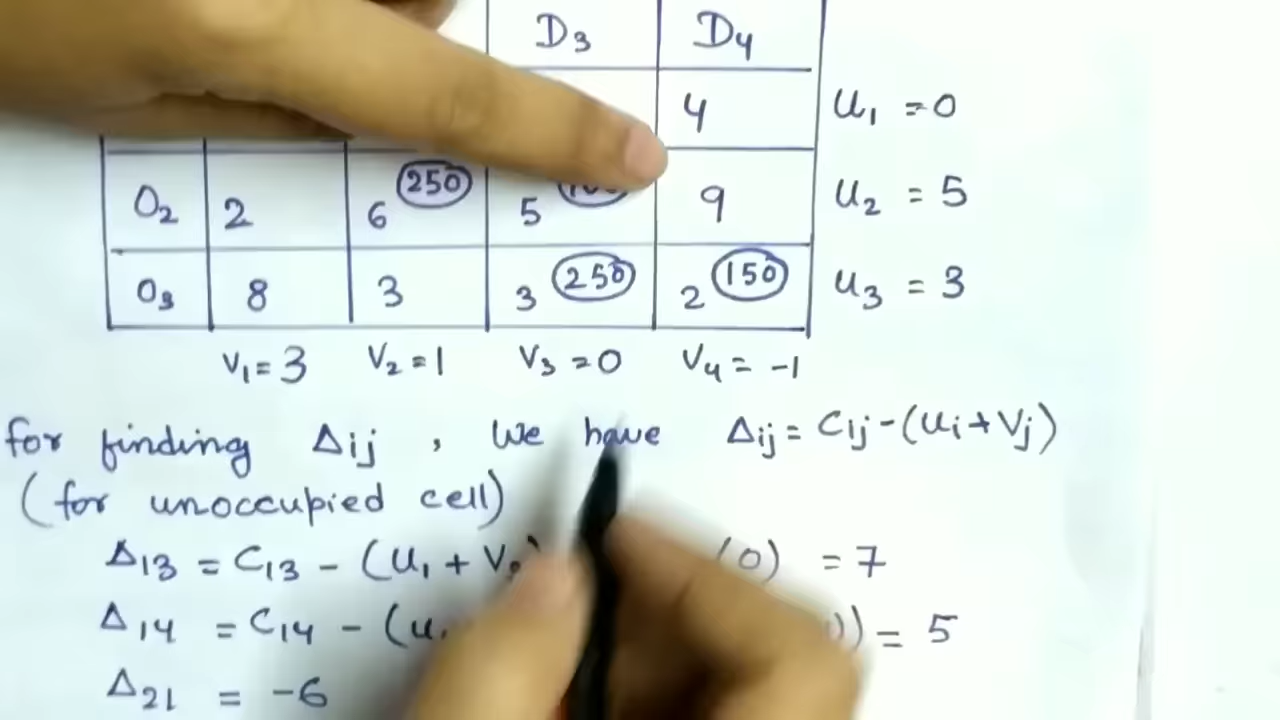 D3 D4
4 U1 = 0
O2 2 6 250 5 9 U2 = 5
O3 8 3 3 250 2 150 U3 = 3
V1 = 3 V2 = 1 V3 = 0 V4 = -1
for finding Δij , We have Δij = Cij - (Ui + Vj)
(for unoccupied cell)
Δ13 = C13 - (U1 + V (0) = 7
Δ14 = C14 - (U = 5
Δ21 = -6